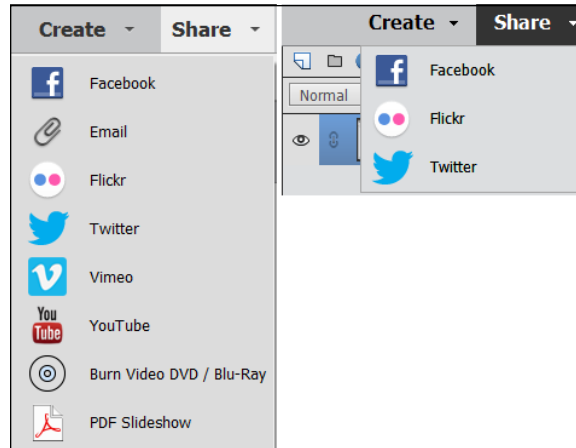 Create Share
Facebook
Email
Flickr
Twitter
Vimeo
You
Tube
YouTube
Burn Video DVD / Blu-Ray
PDF Slideshow
Create Share
Normal
f
Facebook
Flickr
Twitter